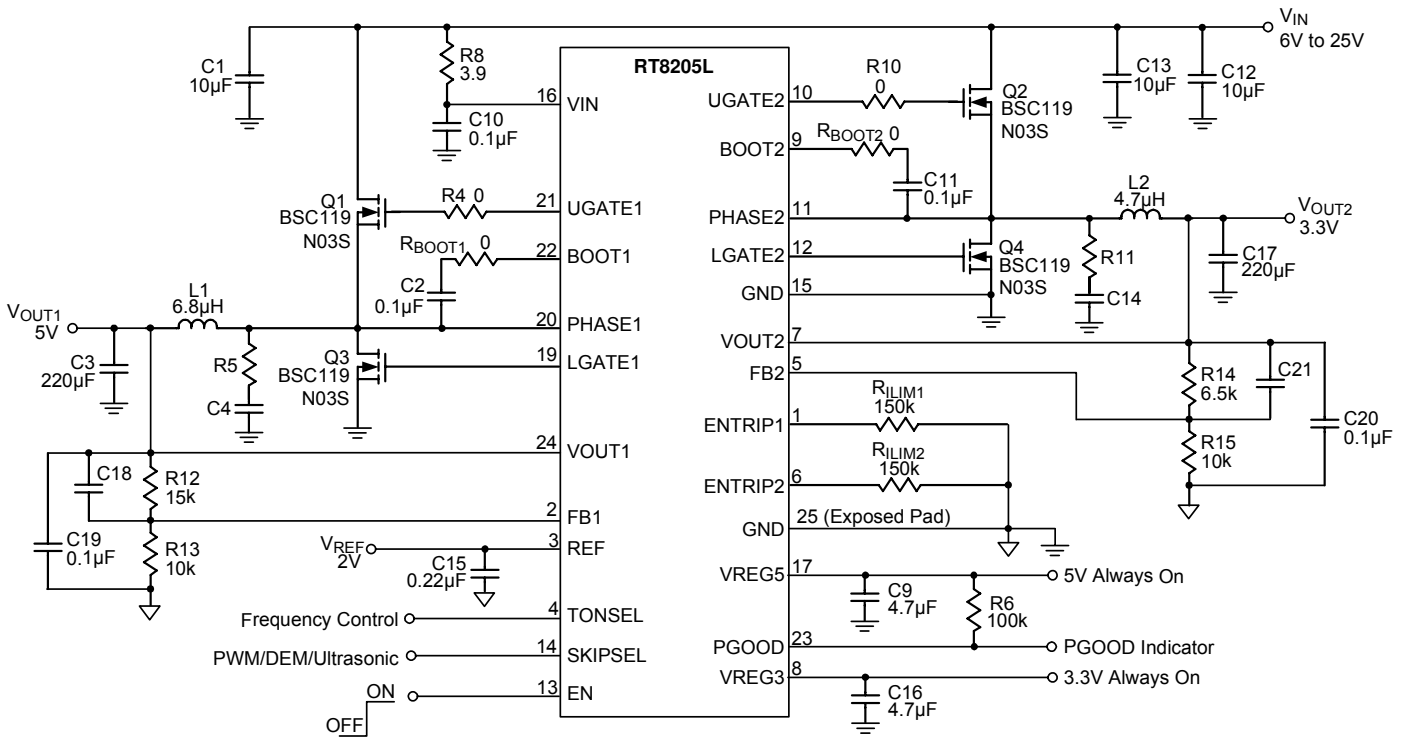 V_IN
6V to 25V
C1
10µF
R8
3.9
RT8205L
R10
0
Q2
BSC119
N03S
C13
10µF
C12
10µF
16 VIN
UGATE2 10
C10
0.1µF
R_BOOT2 0
BOOT2 9
C11
0.1µF
Q1
BSC119
N03S
R4 0
21 UGATE1
PHASE2 11
L2
4.7µH
V_OUT2
3.3V
R_BOOT1 0
22 BOOT1
LGATE2 12
Q4
BSC119
N03S
R11
C17
220µF
C2
0.1µF
GND 15
C14
V_OUT1
5V
L1
6.8µH
20 PHASE1
VOUT2 7
C3
220µF
R5
Q3
BSC119
N03S
19 LGATE1
FB2 5
R14
6.5k
C21
C4
R_ILIM1
150k
ENTRIP1 1
C20
0.1µF
24 VOUT1
R15
10k
C18
R12
15k
R_ILIM2
150k
ENTRIP2 6
2 FB1
GND 25 (Exposed Pad)
C19
0.1µF
R13
10k
V_REF
2V
3 REF
C15
0.22µF
VREG5 17
5V Always On
C9
4.7µF
R6
100k
Frequency Control
4 TONSEL
PGOOD 23
PGOOD Indicator
PWM/DEM/Ultrasonic
14 SKIPSEL
VREG3 8
3.3V Always On
ON
13 EN
C16
4.7µF
OFF